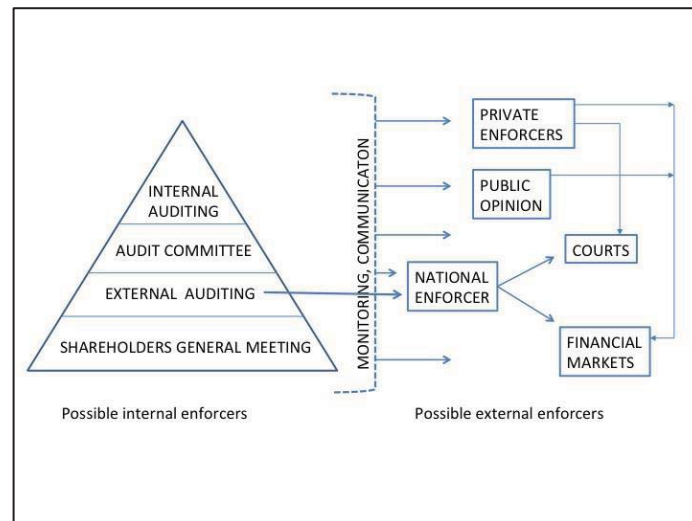 INTERNAL
AUDITING
AUDIT COMMITTEE
EXTERNAL AUDITING
SHAREHOLDERS GENERAL MEETING
Possible internal enforcers
MONITORING, COMMUNICATON
PRIVATE
ENFORCERS
PUBLIC
OPINION
COURTS
NATIONAL
ENFORCER
FINANCIAL
MARKETS
Possible external enforcers